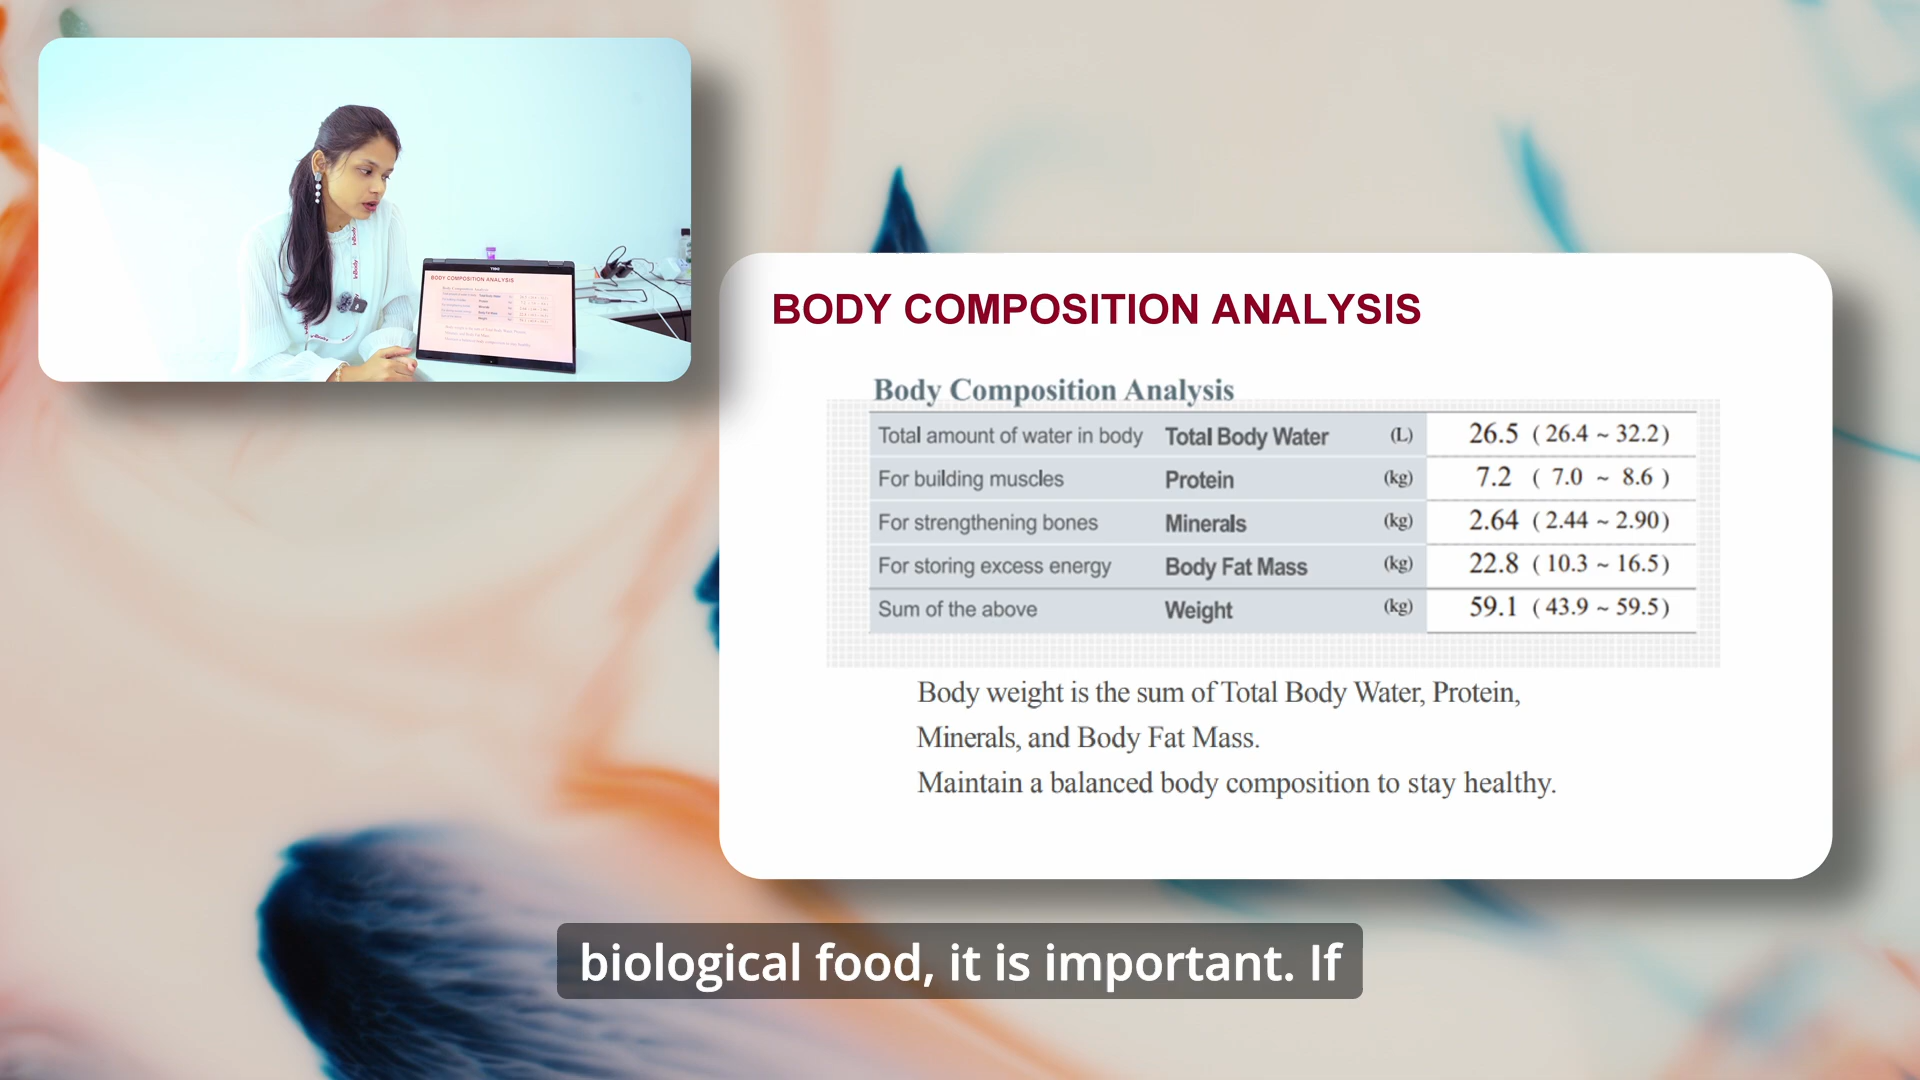 BODY COMPOSITION ANALYSIS
Body Composition Analysis
Total amount of water in body Total Body Water (L) 26.5 ( 26.4 ~ 32.2 )
For building muscles Protein (kg) 7.2 ( 7.0 ~ 8.6 )
For strengthening bones Minerals (kg) 2.64 ( 2.44 ~ 2.90 )
For storing excess energy Body Fat Mass (kg) 22.8 ( 10.3 ~ 16.5 )
Sum of the above Weight (kg) 59.1 ( 43.9 ~ 59.5 )
Body weight is the sum of Total Body Water, Protein,
Minerals, and Body Fat Mass.
Maintain a balanced body composition to stay healthy.
biological food, it is important. If
BODY COMPOSITION ANALYSIS
InBody
InBody